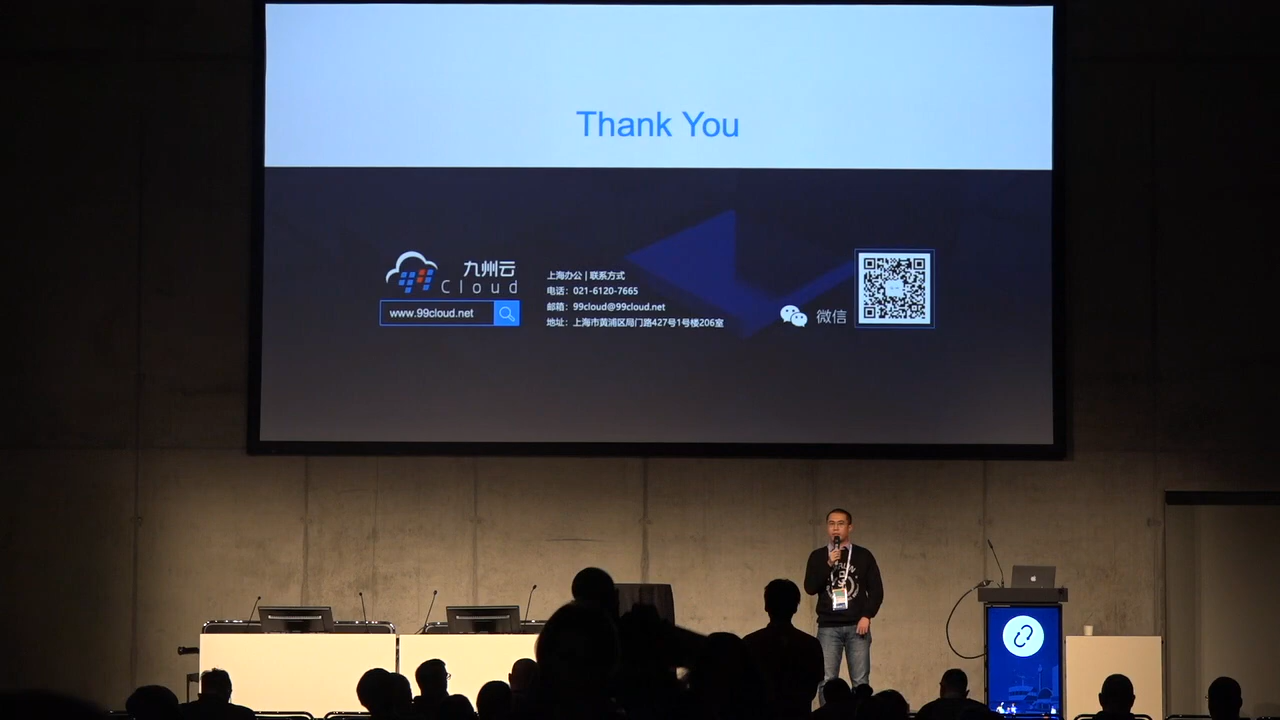 Thank You
九州云
Cloud
www.99cloud.net
上海办公 | 联系方式
电话：021-6120-7665
邮箱：99cloud@99cloud.net
地址：上海市黄浦区局门路427号1号楼206室
微信